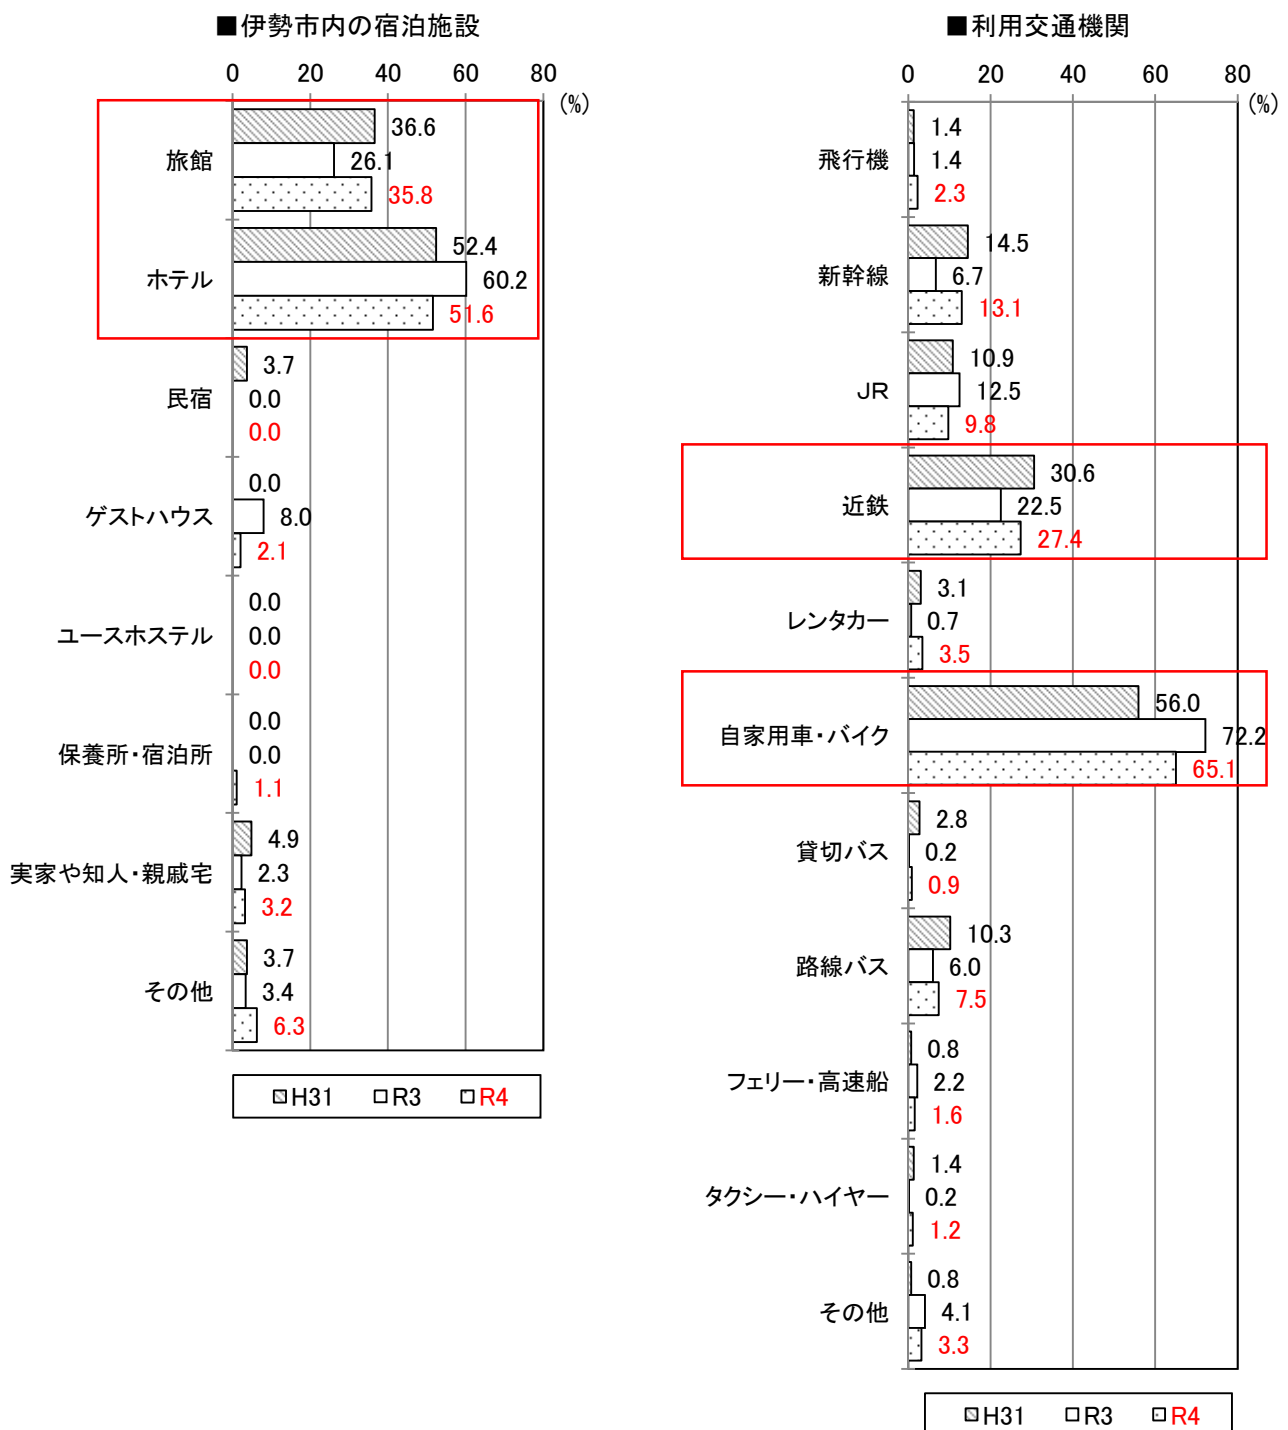 ■伊勢市内の宿泊施設
0 20 40 60 80
(%)
旅館
36.6
26.1
35.8
ホテル
52.4
60.2
51.6
民宿
3.7
0.0
0.0
ゲストハウス
0.0
8.0
2.1
ユースホステル
0.0
0.0
0.0
保養所・宿泊所
0.0
0.0
1.1
実家や知人・親戚宅
4.9
2.3
3.2
その他
3.7
3.4
6.3
H31 R3 R4
■利用交通機関
0 20 40 60 80
(%)
飛行機
1.4
1.4
2.3
新幹線
14.5
6.7
13.1
JR
10.9
12.5
9.8
近鉄
30.6
22.5
27.4
レンタカー
3.1
0.7
3.5
自家用車・バイク
56.0
72.2
65.1
貸切バス
2.8
0.2
0.9
路線バス
10.3
6.0
7.5
フェリー・高速船
0.8
2.2
1.6
タクシー・ハイヤー
1.4
0.2
1.2
その他
0.8
4.1
3.3
H31 R3 R4